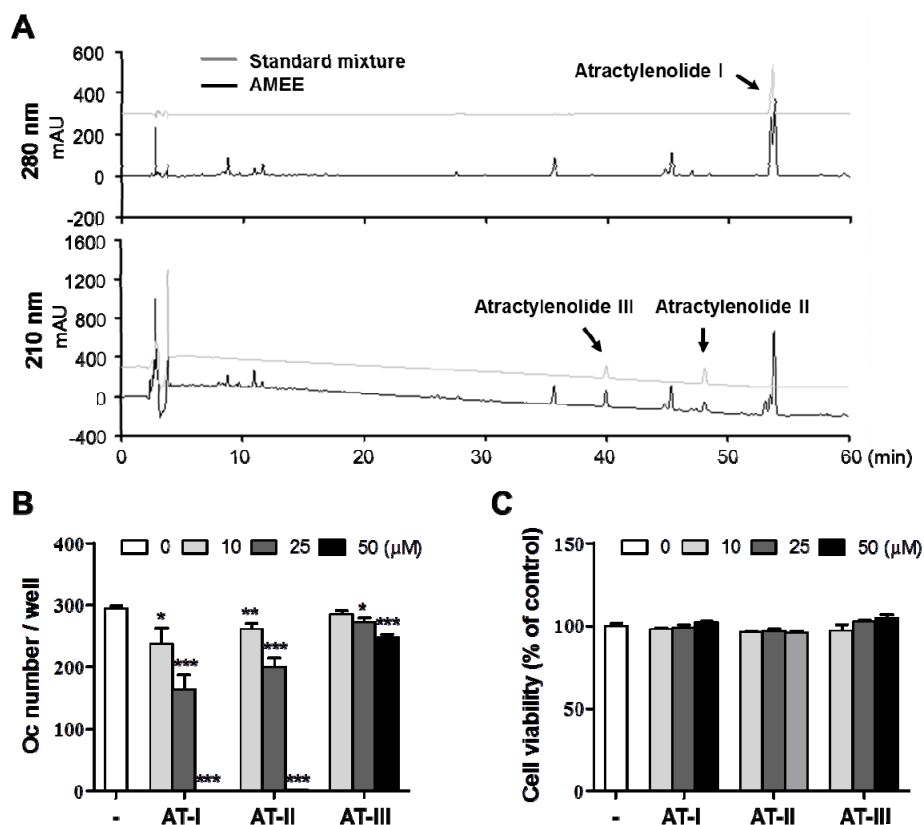 A
Standard mixture
AMEE
Atractylenolide I
280 nm
mAU
600
400
200
0
-200
210 nm
mAU
1600
1200
800
400
0
-400
Atractylenolide III
Atractylenolide II
0 10 20 30 40 50 60 (min)
B
0 10 25 50 (μM)
Oc number / well
400
300
200
100
0
* *** ***
** *** ***
* ***
- AT-I AT-II AT-III
C
0 10 25 50 (μM)
Cell viability (% of control)
150
100
50
0
- AT-I AT-II AT-III